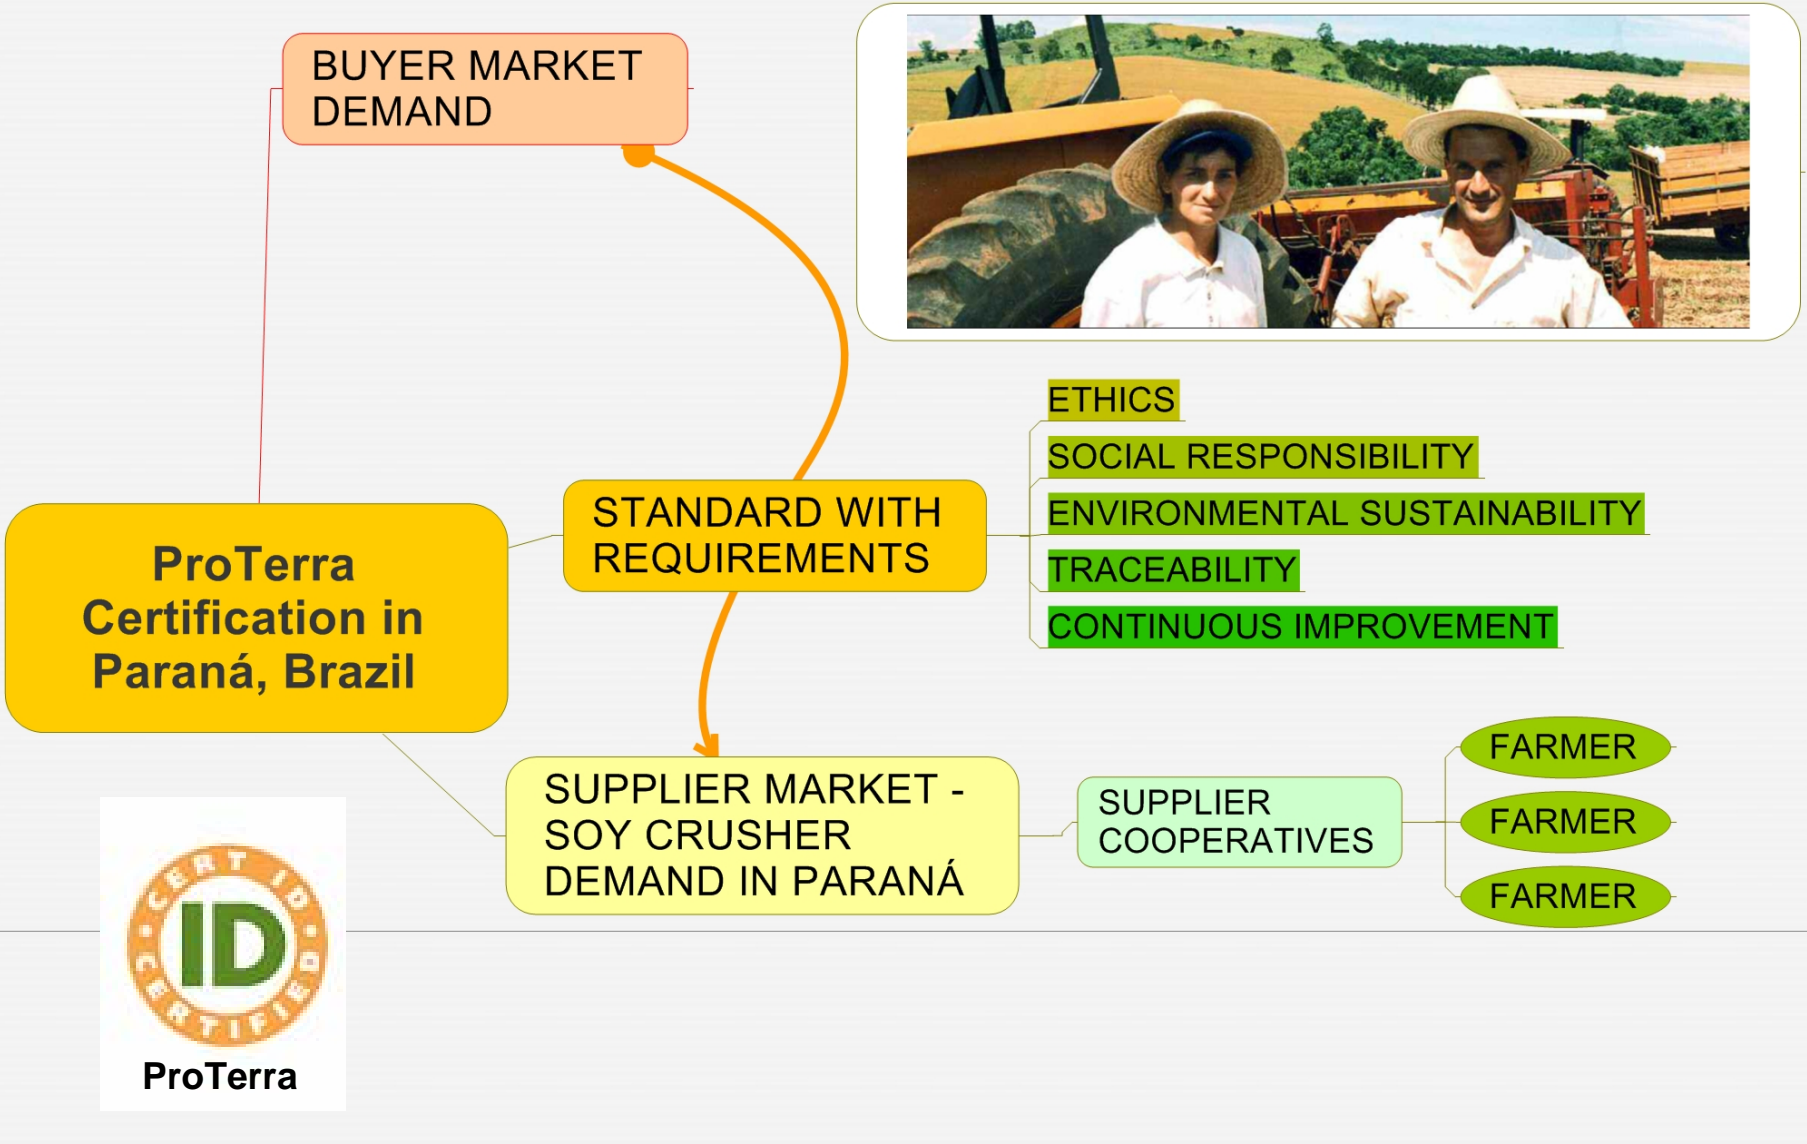 BUYER MARKET
DEMAND
STANDARD WITH
REQUIREMENTS
ETHICS
SOCIAL RESPONSIBILITY
ENVIRONMENTAL SUSTAINABILITY
TRACEABILITY
CONTINUOUS IMPROVEMENT
ProTerra
Certification in
Paraná, Brazil
SUPPLIER MARKET -
SOY CRUSHER
DEMAND IN PARANÁ
SUPPLIER
COOPERATIVES
FARMER
FARMER
FARMER
CERT ID
ID
CERTIFIED
ProTerra